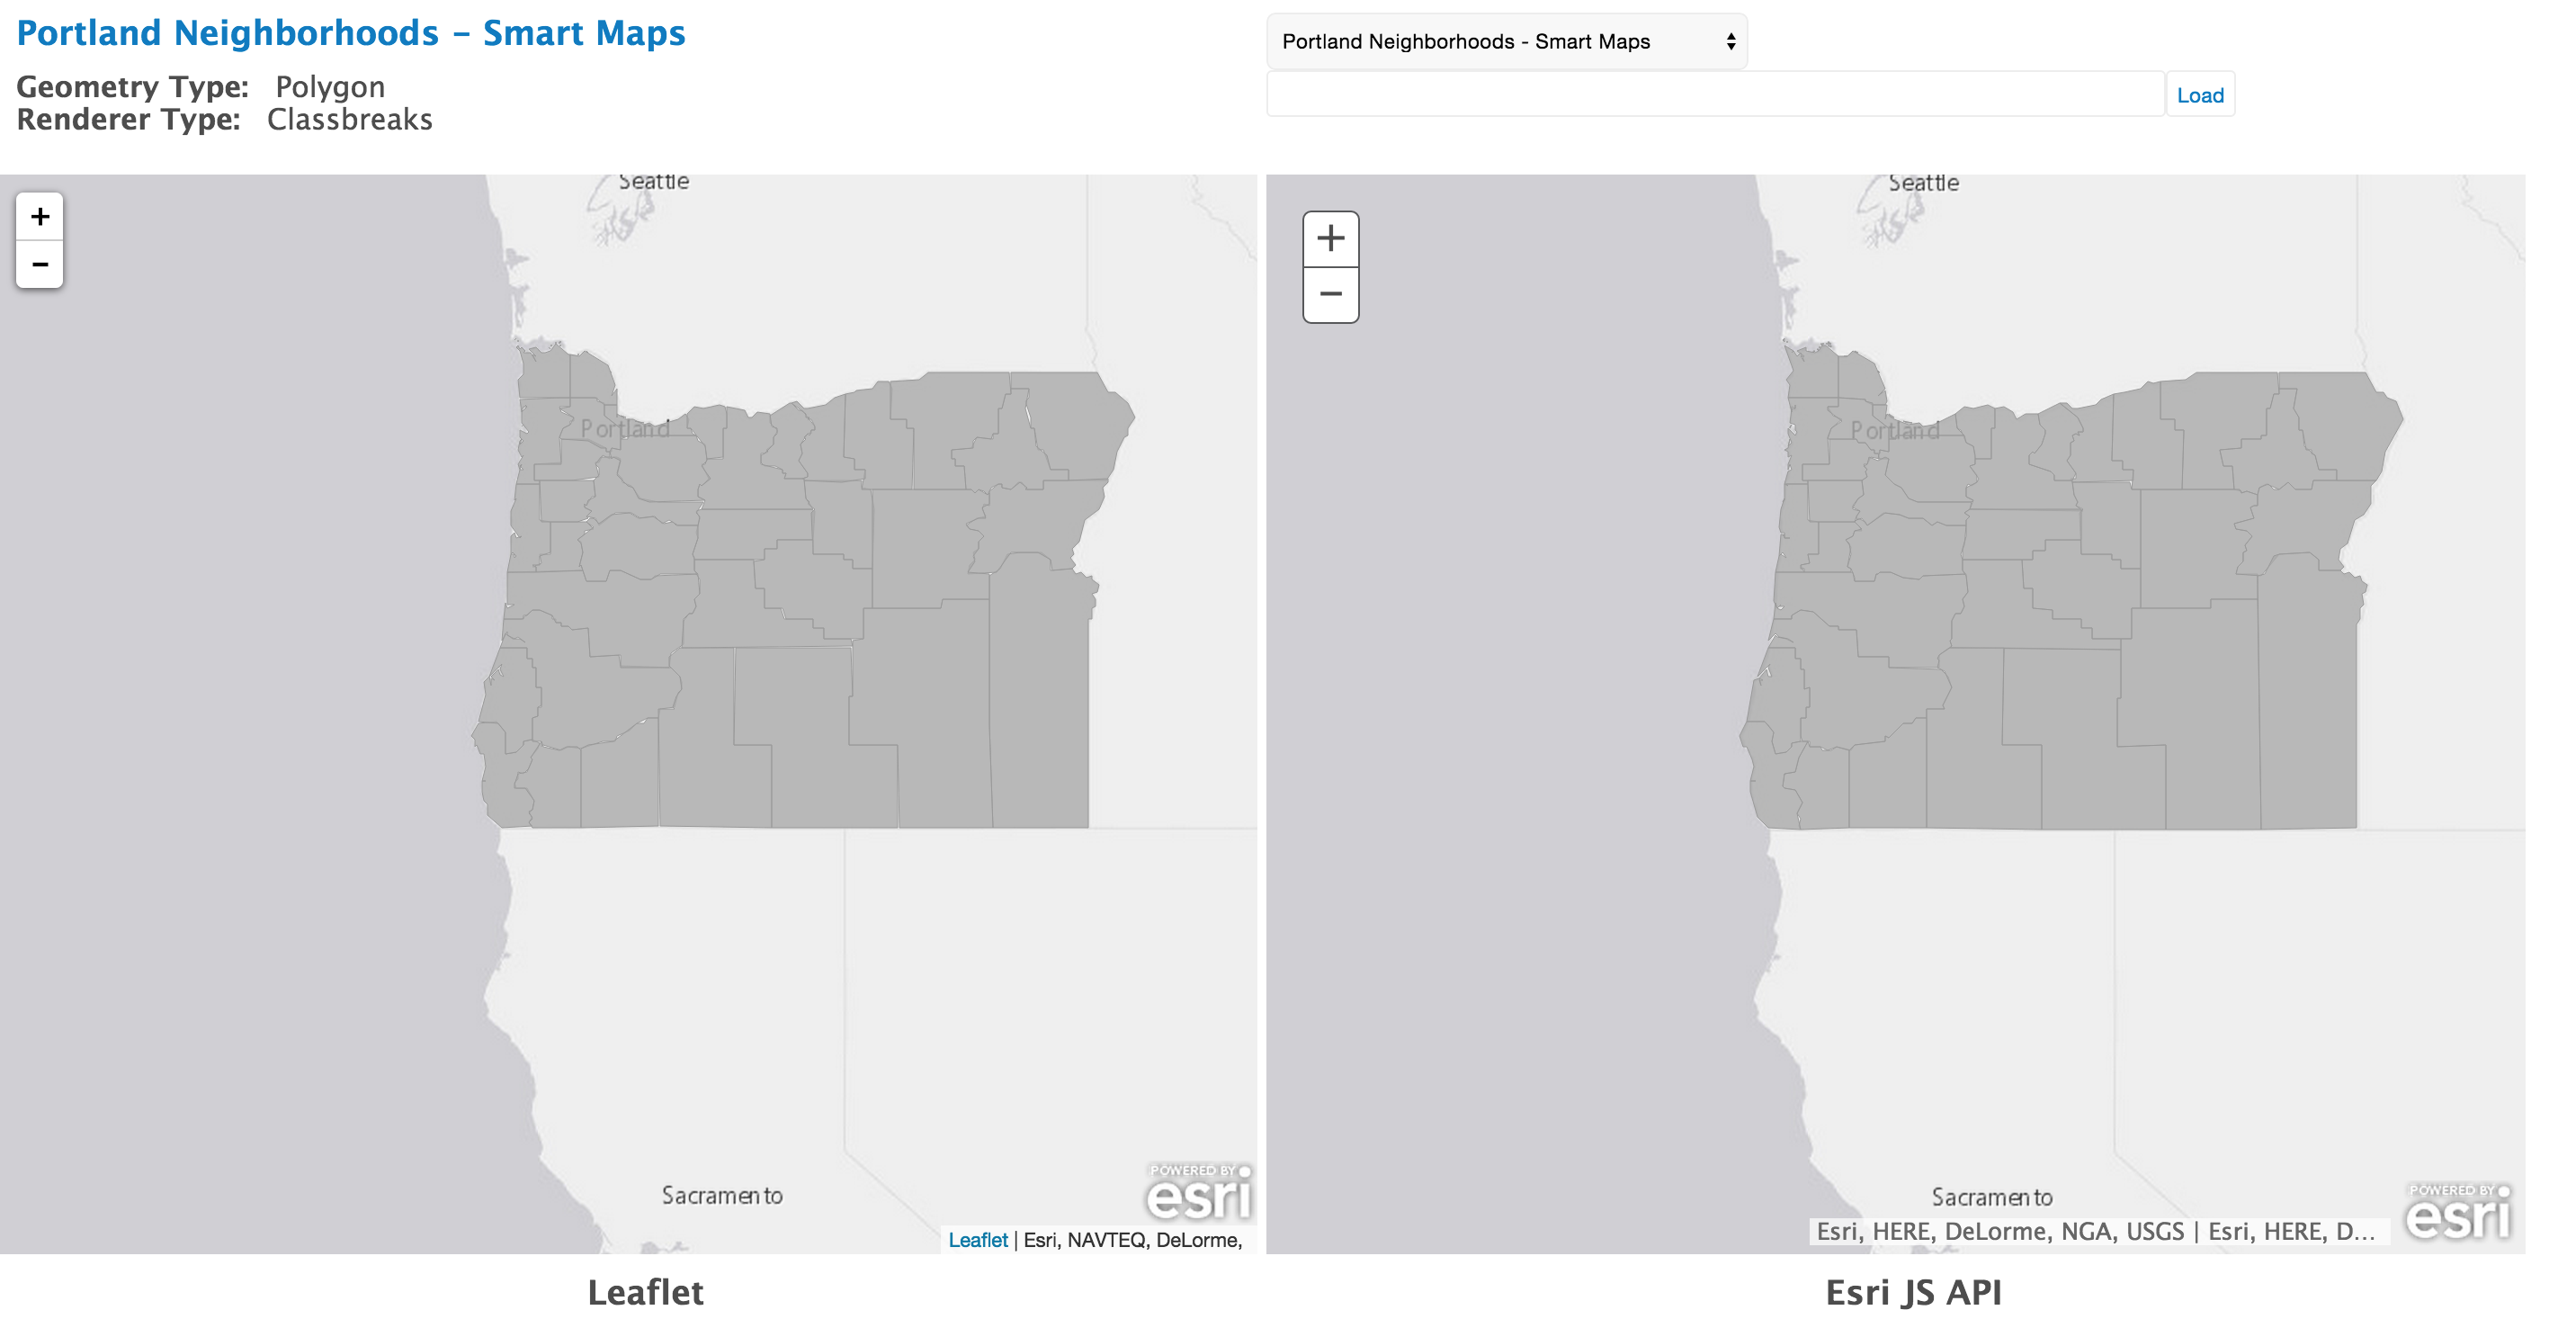 Portland Neighborhoods – Smart Maps
Geometry Type: Polygon
Renderer Type: Classbreaks
Portland Neighborhoods - Smart Maps
Load
+
−
Seattle
Portland
Sacramento
POWERED BY
esri
Leaflet | Esri, NAVTEQ, DeLorme,
Leaflet
+
−
Seattle
Portland
Sacramento
POWERED BY
esri
Esri, HERE, DeLorme, NGA, USGS | Esri, HERE, D...
Esri JS API